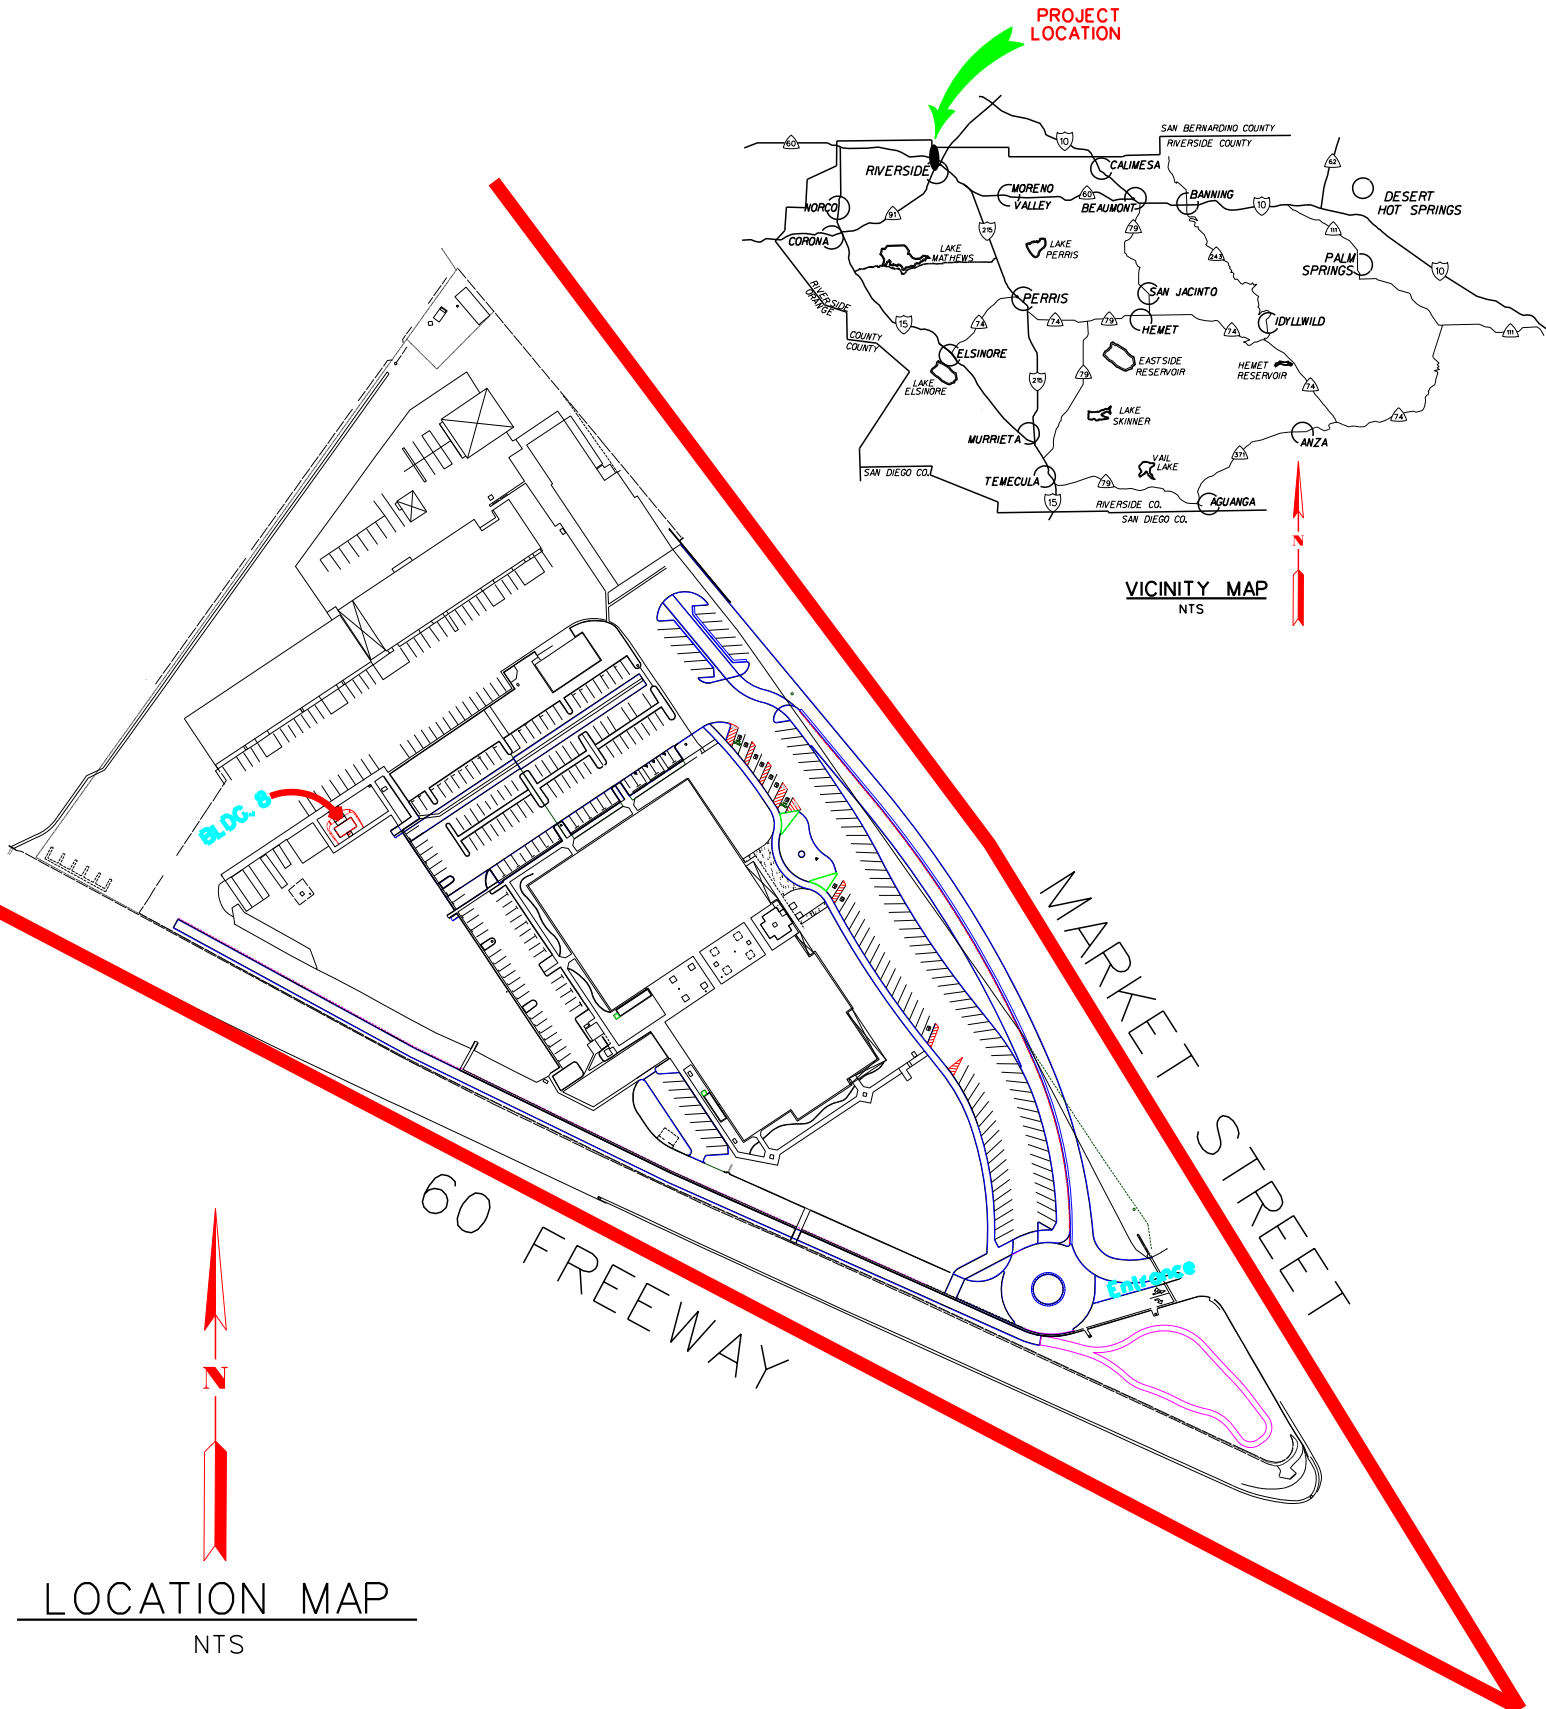 PROJECT
LOCATION
SAN BERNARDINO COUNTY
RIVERSIDE COUNTY
60
10
62
RIVERSIDE
CALIMESA
MORENO
VALLEY
60
BEAUMONT
BANNING
10
DESERT
HOT SPRINGS
NORCO
91
CORONA
215
79
111
LAKE
MATHEWS
LAKE
PERRIS
243
PALM
SPRINGS
10
RIVERSIDE
ORANGE
COUNTY
COUNTY
PERRIS
SAN JACINTO
15
74
74
79
HEMET
74
IDYLLWILD
111
ELSINORE
LAKE
ELSINORE
215
79
EASTSIDE
RESERVOIR
HEMET
RESERVOIR
74
74
LAKE
SKINNER
MURRIETA
ANZA
371
VAIL
LAKE
SAN DIEGO CO.
TEMECULA
79
15
RIVERSIDE CO.
SAN DIEGO CO.
AGUANGA
N
VICINITY MAP
NTS
BLDG. 8
MARKET STREET
60 FREEWAY
Entrance
N
LOCATION MAP
NTS